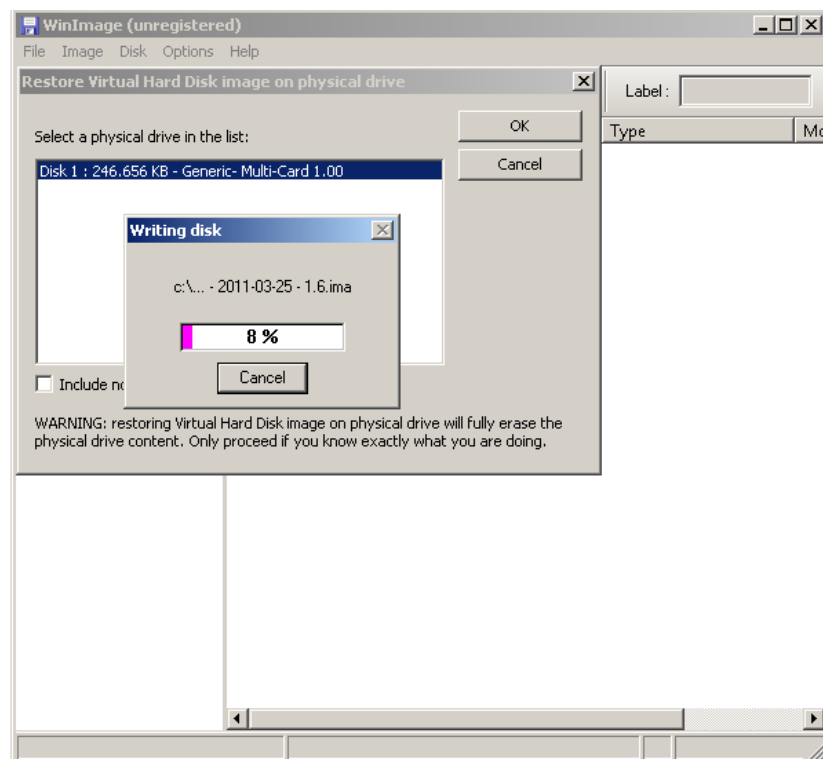 WinImage (unregistered)
File Image Disk Options Help
Restore Virtual Hard Disk image on physical drive
Label :
Select a physical drive in the list:
OK
Type
Disk 1 : 246.656 KB - Generic- Multi-Card 1.00
Cancel
Writing disk
c:\... - 2011-03-25 - 1.6.ima
8 %
Cancel
Include
WARNING: restoring Virtual Hard Disk image on physical drive will fully erase the
physical drive content. Only proceed if you know exactly what you are doing.